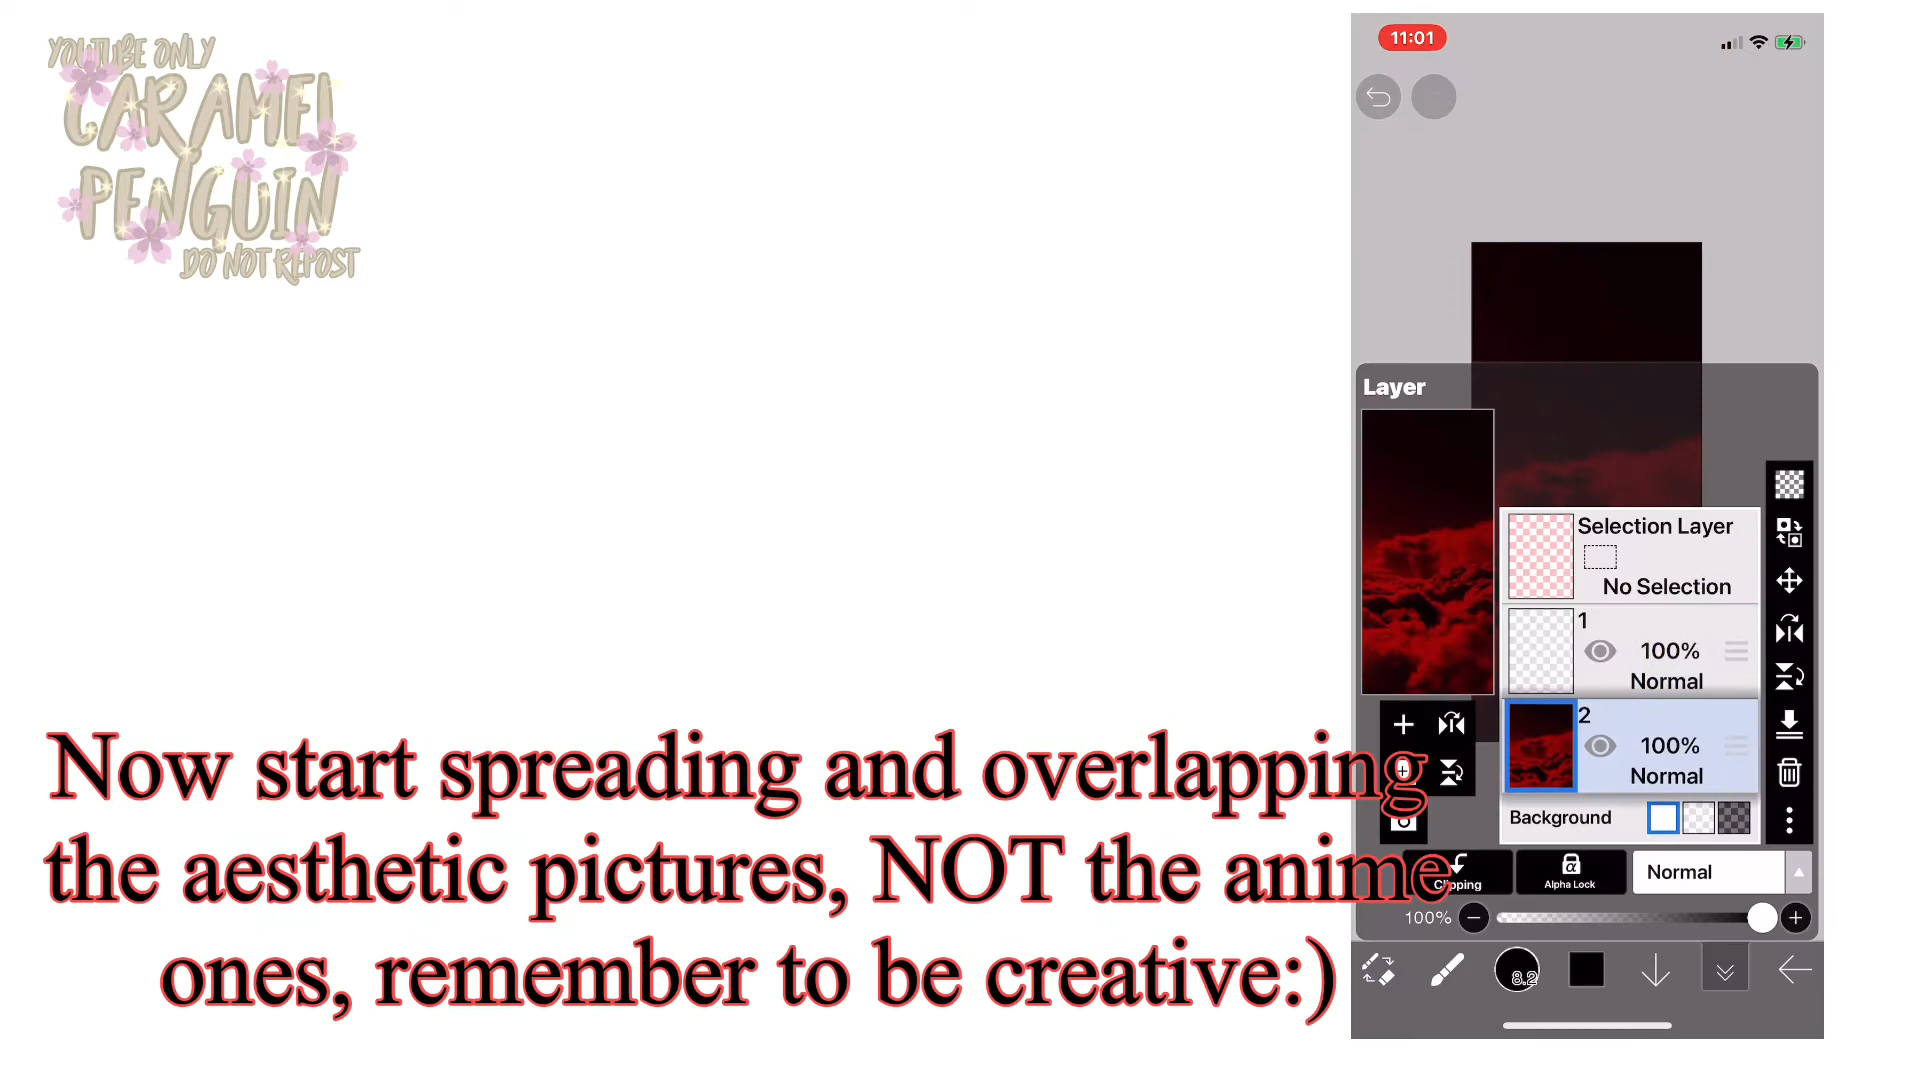 YOUTUBE ONLY
CARAMEL
PENGUIN
DO NOT REPOST
11:01
Layer
Selection Layer
No Selection
1
100%
Normal
2
100%
Normal
Background
Clipping
Alpha Lock
Normal
100%
8.2
Now start spreading and overlapping
the aesthetic pictures, NOT the anime
ones, remember to be creative:)